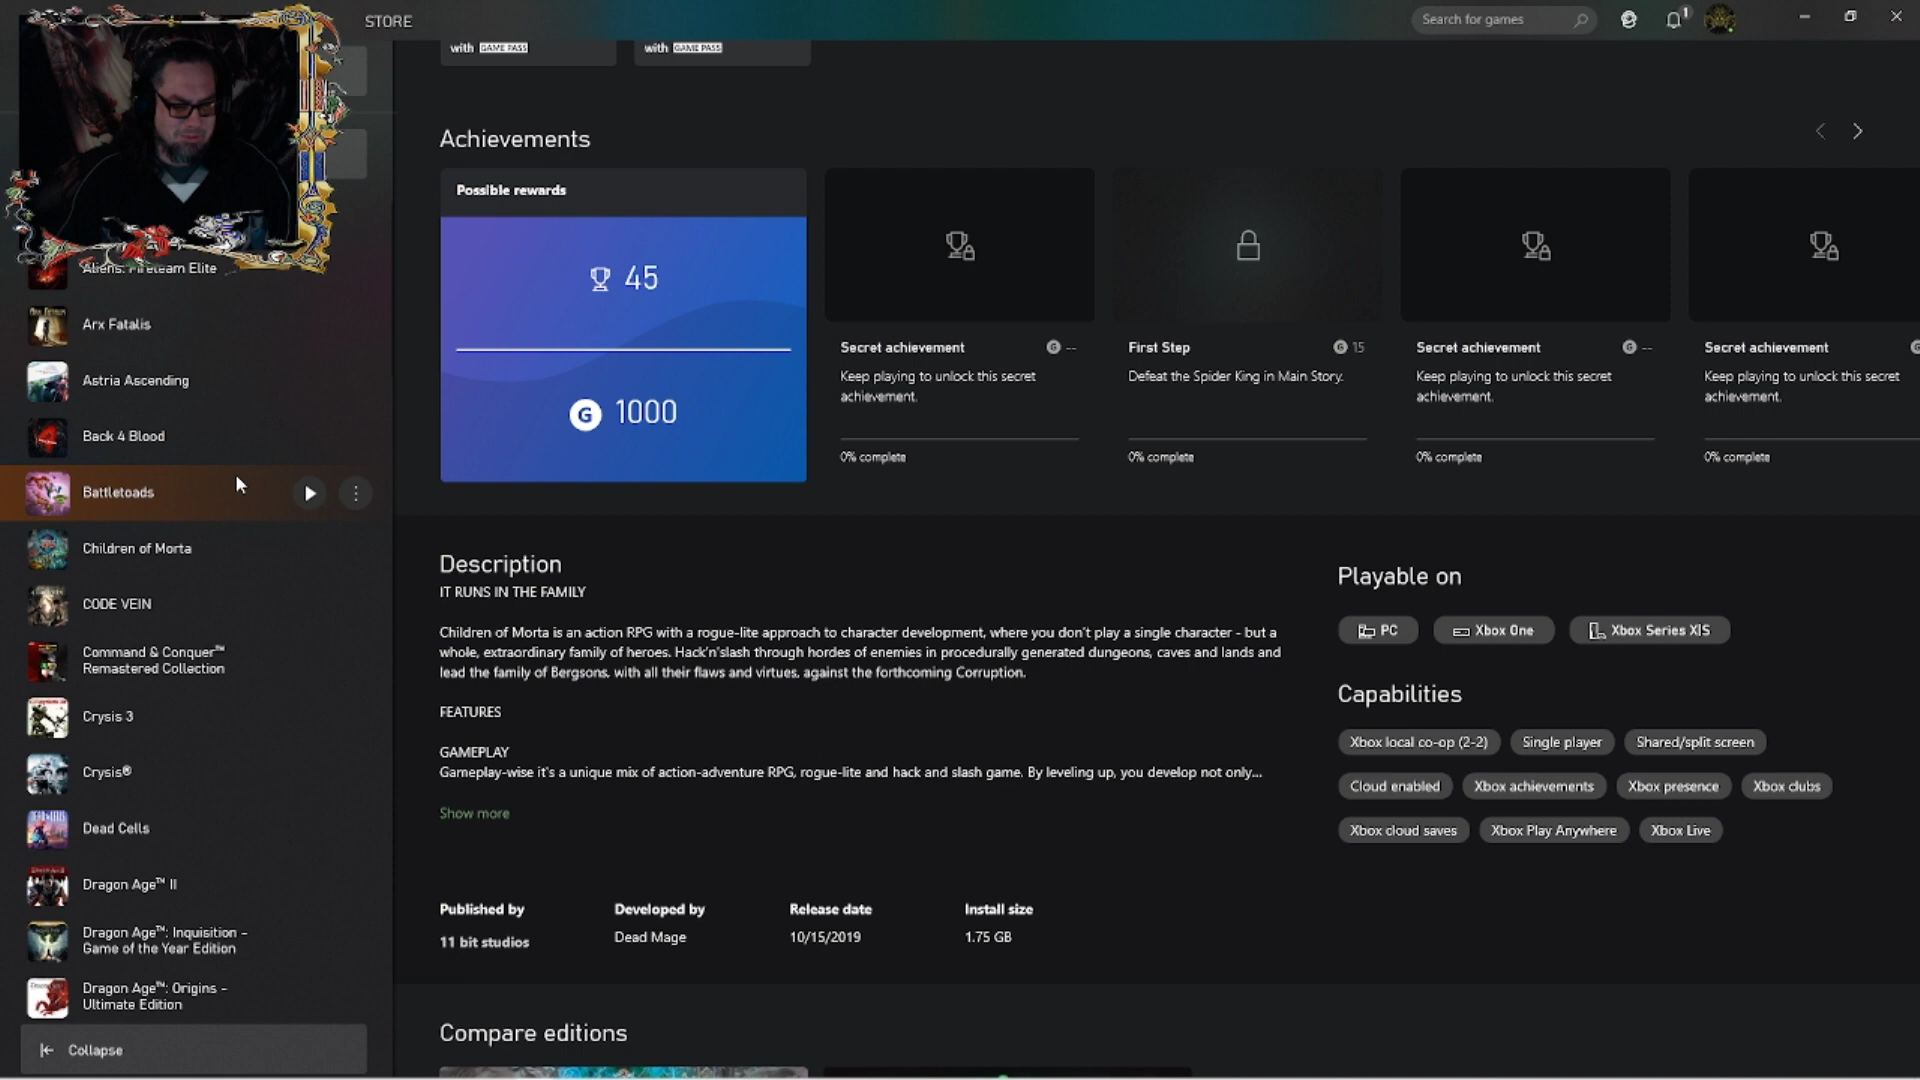 STORE
Search for games
1
with GAME PASS
with GAME PASS
Achievements
Possible rewards
45
G 1000
Secret achievement G --
Keep playing to unlock this secret
achievement.
0% complete
First Step G 15
Defeat the Spider King in Main Story.
0% complete
Secret achievement G --
Keep playing to unlock this secret
achievement.
0% complete
Secret achievement G
Keep playing to unlock this secret
achievement.
0% complete
Aliens: Fireteam Elite
Arx Fatalis
Astria Ascending
Back 4 Blood
Battletoads
Children of Morta
CODE VEIN
Command & Conquer™
Remastered Collection
Crysis 3
Crysis®
Dead Cells
Dragon Age™ II
Dragon Age™: Inquisition –
Game of the Year Edition
Dragon Age™: Origins –
Ultimate Edition
Collapse
Description
IT RUNS IN THE FAMILY
Children of Morta is an action RPG with a rogue-lite approach to character development, where you don't play a single character - but a
whole, extraordinary family of heroes. Hack'n'slash through hordes of enemies in procedurally generated dungeons, caves and lands and
lead the family of Bergsons, with all their flaws and virtues, against the forthcoming Corruption.
FEATURES
GAMEPLAY
Gameplay-wise it's a unique mix of action-adventure RPG, rogue-lite and hack and slash game. By leveling up, you develop not only...
Show more
Playable on
PC
Xbox One
Xbox Series X|S
Capabilities
Xbox local co-op (2-2)
Single player
Shared/split screen
Cloud enabled
Xbox achievements
Xbox presence
Xbox clubs
Xbox cloud saves
Xbox Play Anywhere
Xbox Live
Published by
11 bit studios
Developed by
Dead Mage
Release date
10/15/2019
Install size
1.75 GB
Compare editions